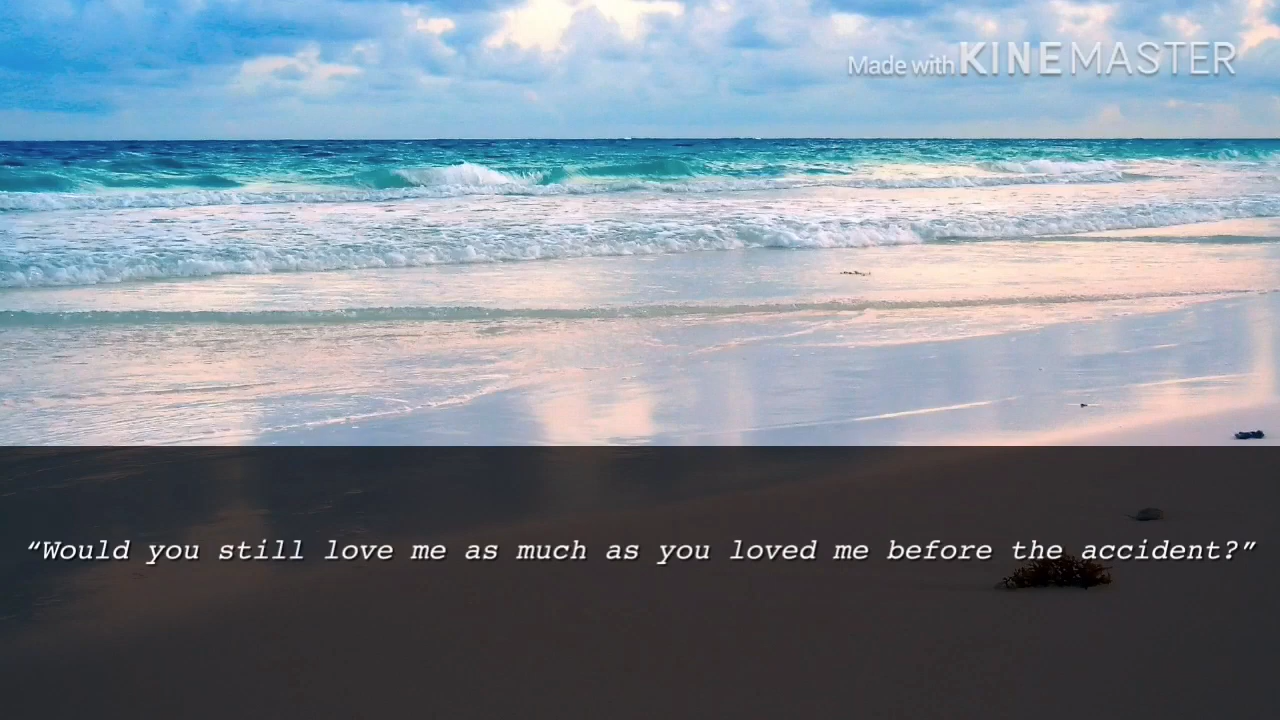 Made with KINEMASTER
“Would you still love me as much as you loved me before the accident?”